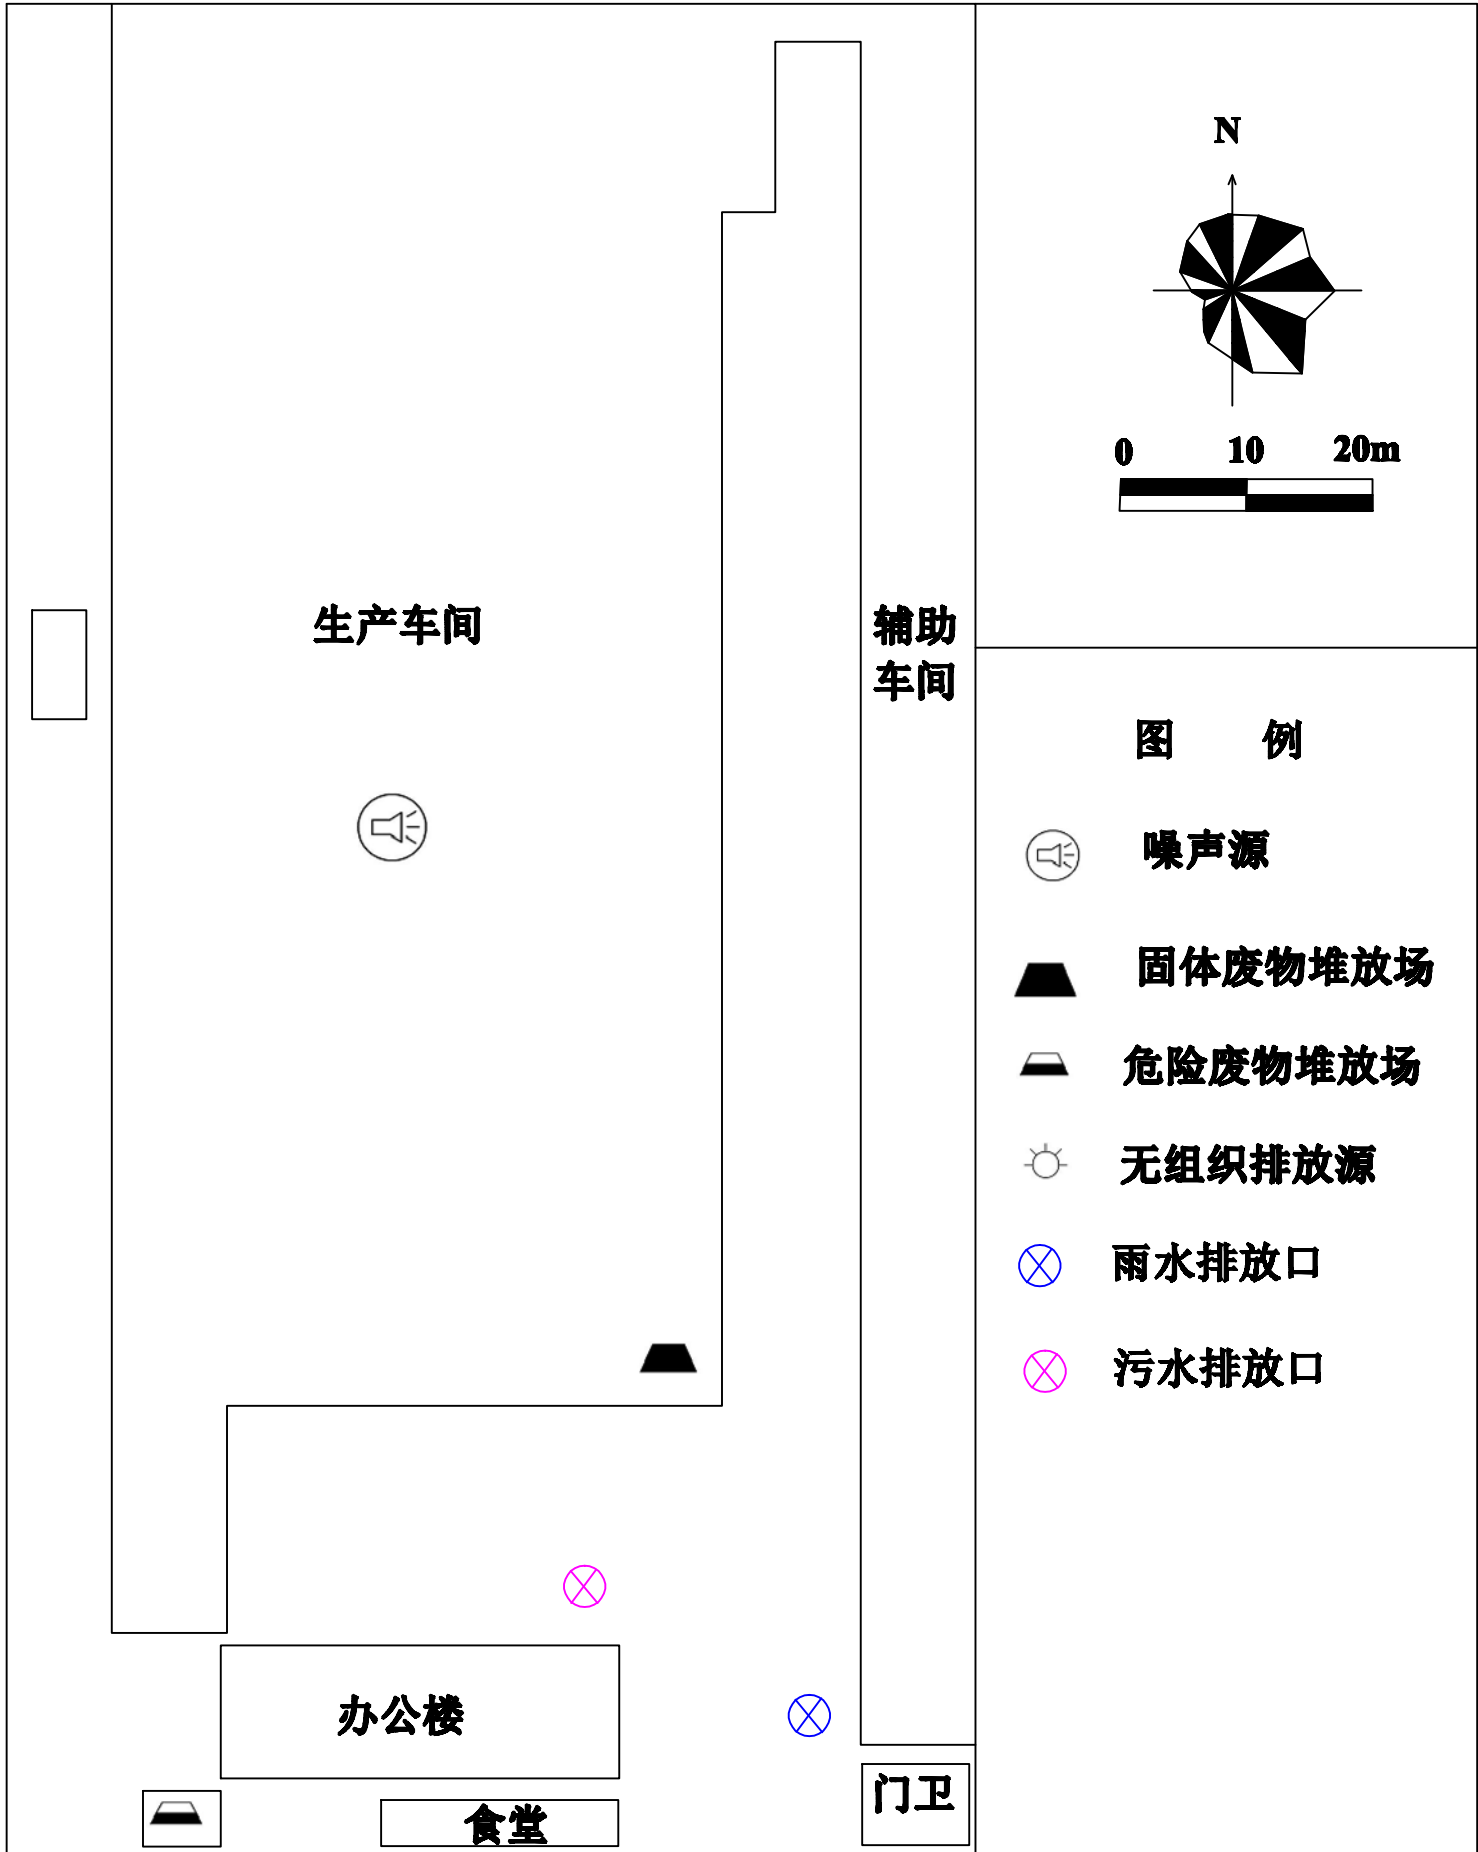 N
0 10 20m
生产车间
辅助
车间
图 例
噪声源
固体废物堆放场
危险废物堆放场
无组织排放源
雨水排放口
污水排放口
办公楼
门卫
食堂